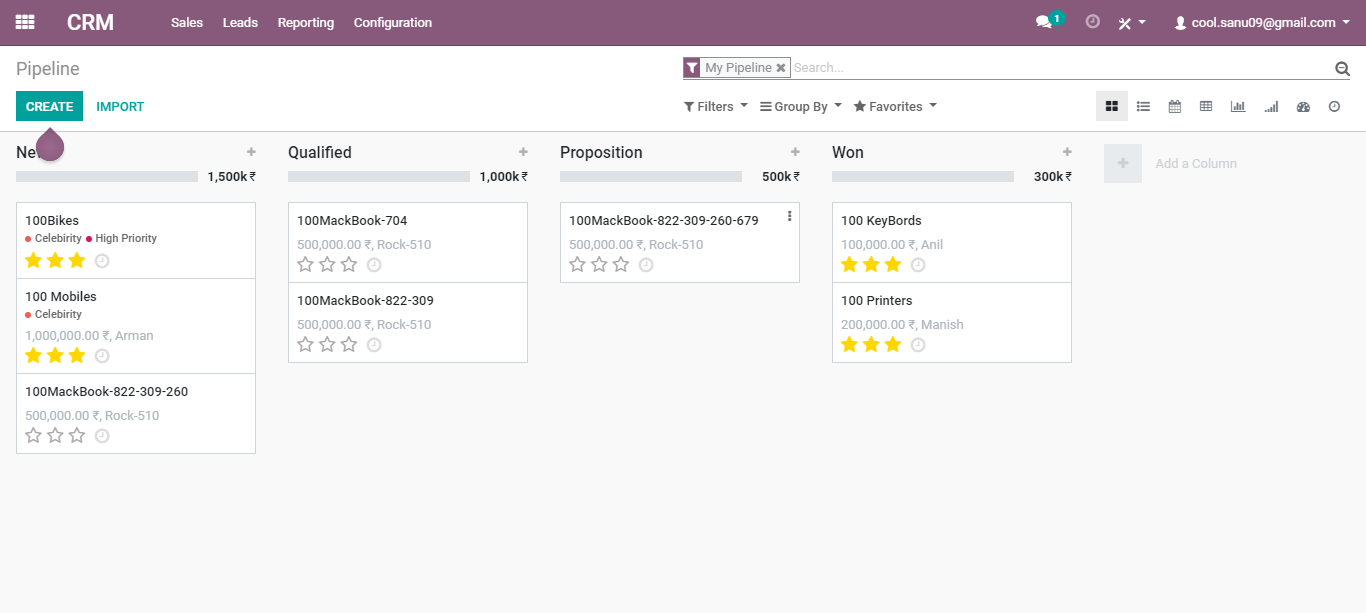 CRM Sales Leads Reporting Configuration 1 cool.sanu09@gmail.com
Pipeline My Pipeline Search...
CREATE IMPORT Filters Group By Favorites
New
1,500k ₹
100Bikes
Celebirity High Priority
100 Mobiles
Celebirity
1,000,000.00 ₹, Arman
100MackBook-822-309-260
500,000.00 ₹, Rock-510
Qualified
1,000k ₹
100MackBook-704
500,000.00 ₹, Rock-510
100MackBook-822-309
500,000.00 ₹, Rock-510
Proposition
500k ₹
100MackBook-822-309-260-679
500,000.00 ₹, Rock-510
Won
300k ₹
100 KeyBords
100,000.00 ₹, Anil
100 Printers
200,000.00 ₹, Manish
Add a Column